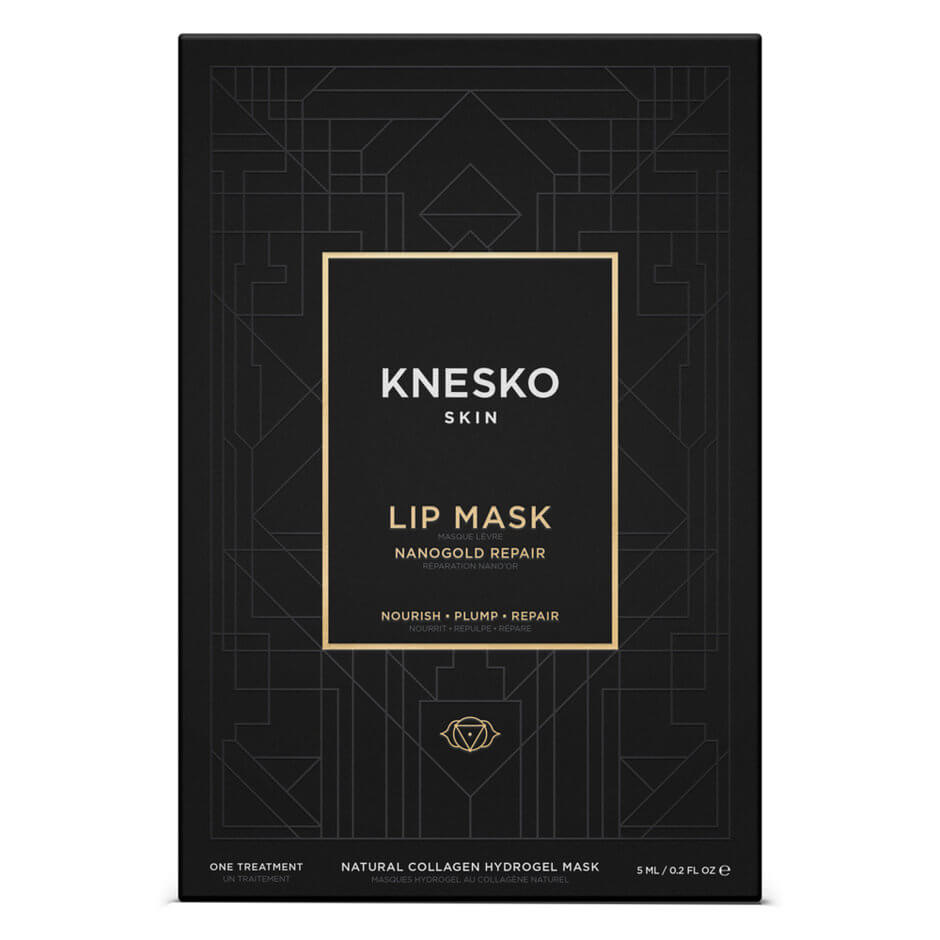 KNESKO
SKIN
LIP MASK
MASQUE LÈVRE
NANOGOLD REPAIR
RÉPARATION NANO'OR
NOURISH • PLUMP • REPAIR
NOURRIT • REPULPE • RÉPARE
ONE TREATMENT
UN TRAITEMENT
NATURAL COLLAGEN HYDROGEL MASK
MASQUES HYDROGEL AU COLLAGÈNE NATUREL
5 ML / 0.2 FL OZ ℮